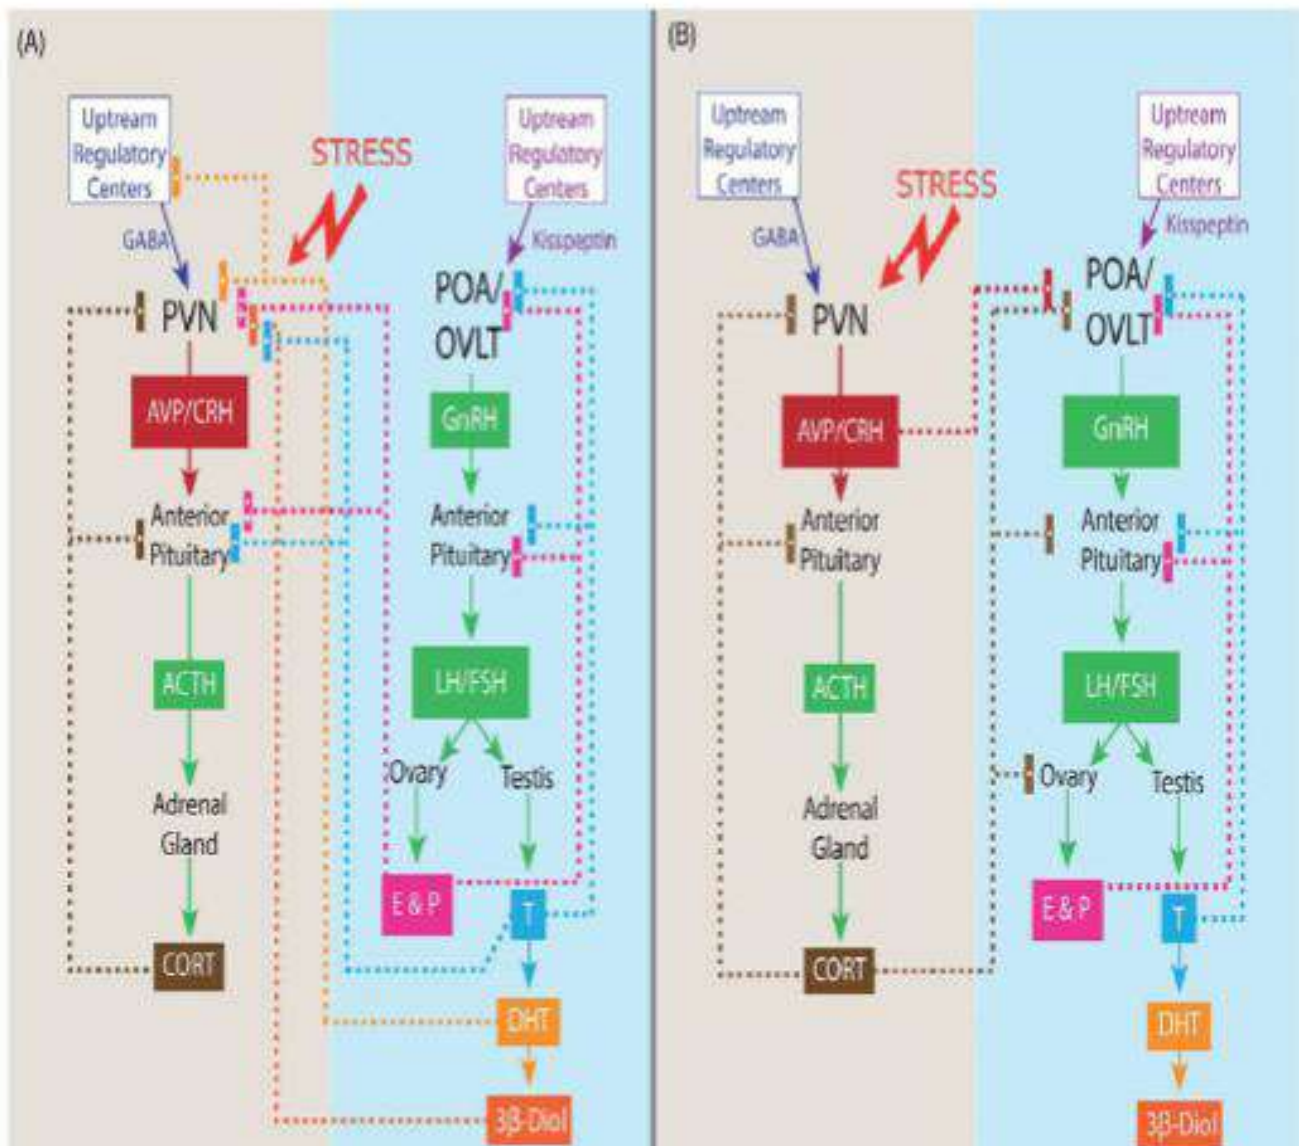 (A)
Uptream
Regulatory
Centers
STRESS
Uptream
Regulatory
Centers
GABA
Kisspeptin
PVN
POA/
OVLT
AVP/CRH
GnRH
Anterior
Pituitary
Anterior
Pituitary
ACTH
LH/FSH
Ovary
Testis
Adrenal
Gland
E & P
T
CORT
DHT
3β-Diol
(B)
Uptream
Regulatory
Centers
STRESS
Uptream
Regulatory
Centers
GABA
Kisspeptin
PVN
POA/
OVLT
AVP/CRH
GnRH
Anterior
Pituitary
Anterior
Pituitary
ACTH
LH/FSH
Ovary
Testis
Adrenal
Gland
E & P
T
CORT
DHT
3β-Diol